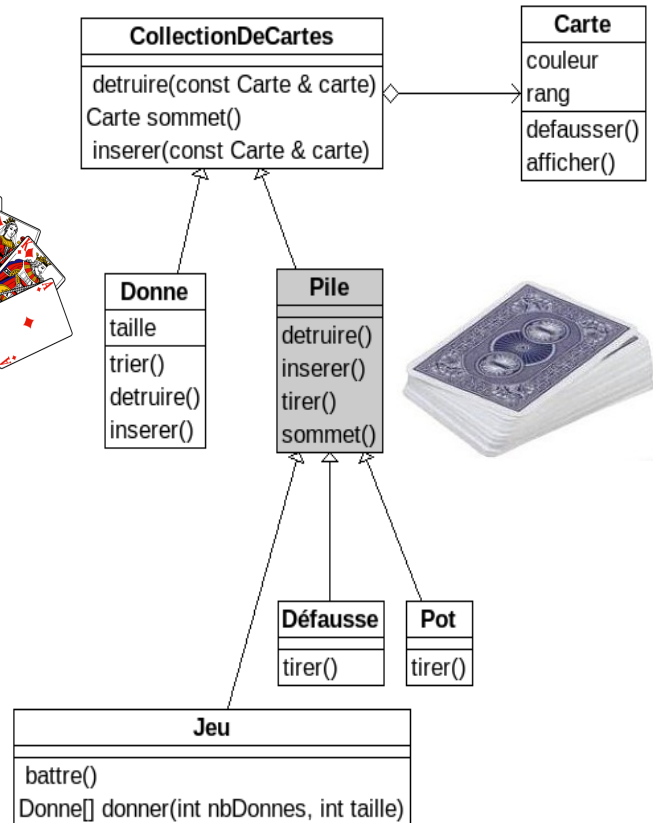 CollectionDeCartes
detruire(const Carte & carte)
Carte sommet()
inserer(const Carte & carte)
Carte
couleur
rang
defausser()
afficher()
Donne
taille
trier()
detruire()
inserer()
Pile
detruire()
inserer()
tirer()
sommet()
Défausse
tirer()
Pot
tirer()
Jeu
battre()
Donne[] donner(int nbDonnes, int taille)